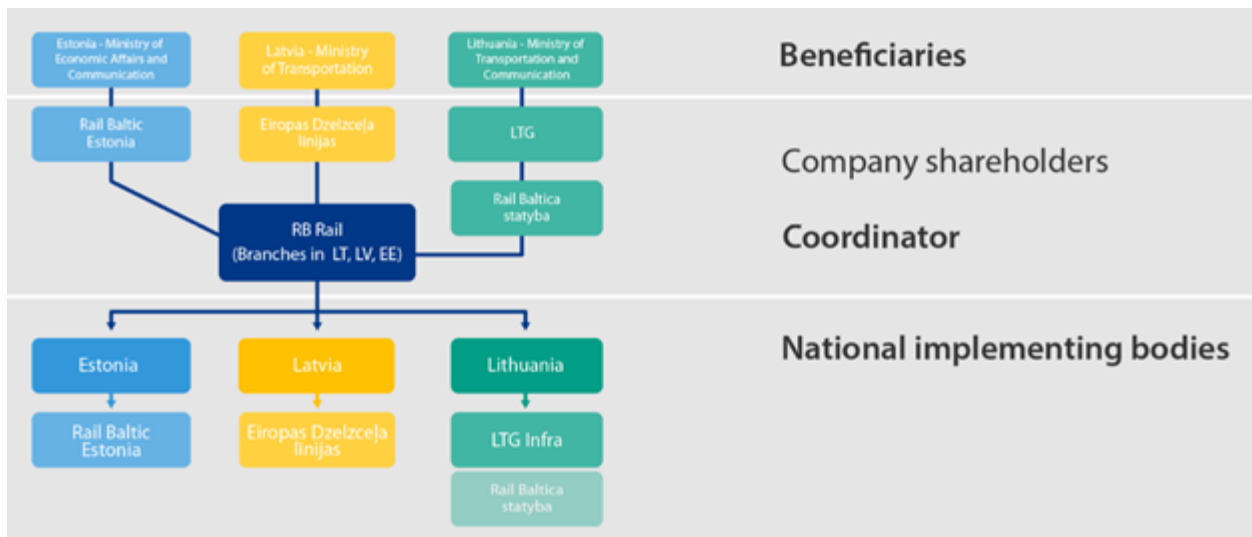 Estonia - Ministry of
Economic Affairs and
Communication
Latvia - Ministry
of Transportation
Lithuania - Ministry of
Transportation and
Communication
Beneficiaries
Rail Baltic
Estonia
Eiropas Dzelzceļa
līnijas
LTG
Company shareholders
Rail Baltica
statyba
RB Rail
(Branches in LT, LV, EE)
Coordinator
Estonia
Latvia
Lithuania
National implementing bodies
Rail Baltic
Estonia
Eiropas Dzelzceļa
līnijas
LTG Infra
Rail Baltica
statyba